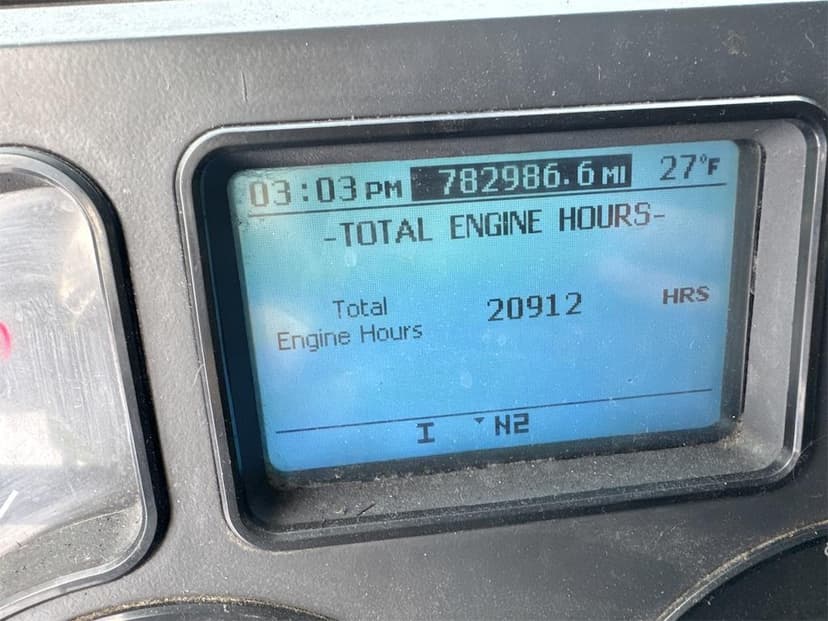 03:03 PM 782986.6 MI 27°F
-TOTAL ENGINE HOURS-
Total
Engine Hours 20912 HRS
I N2